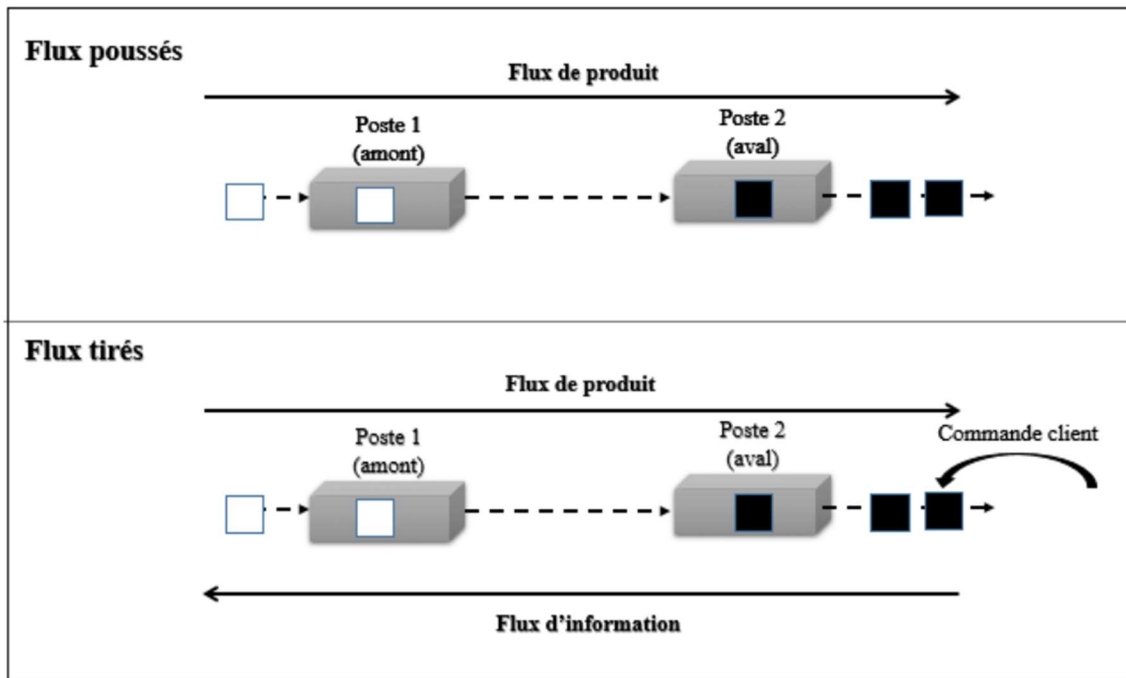 Flux poussés
Flux de produit
Poste 1
(amont)
Poste 2
(aval)
Flux tirés
Flux de produit
Poste 1
(amont)
Poste 2
(aval)
Commande client
Flux d’information